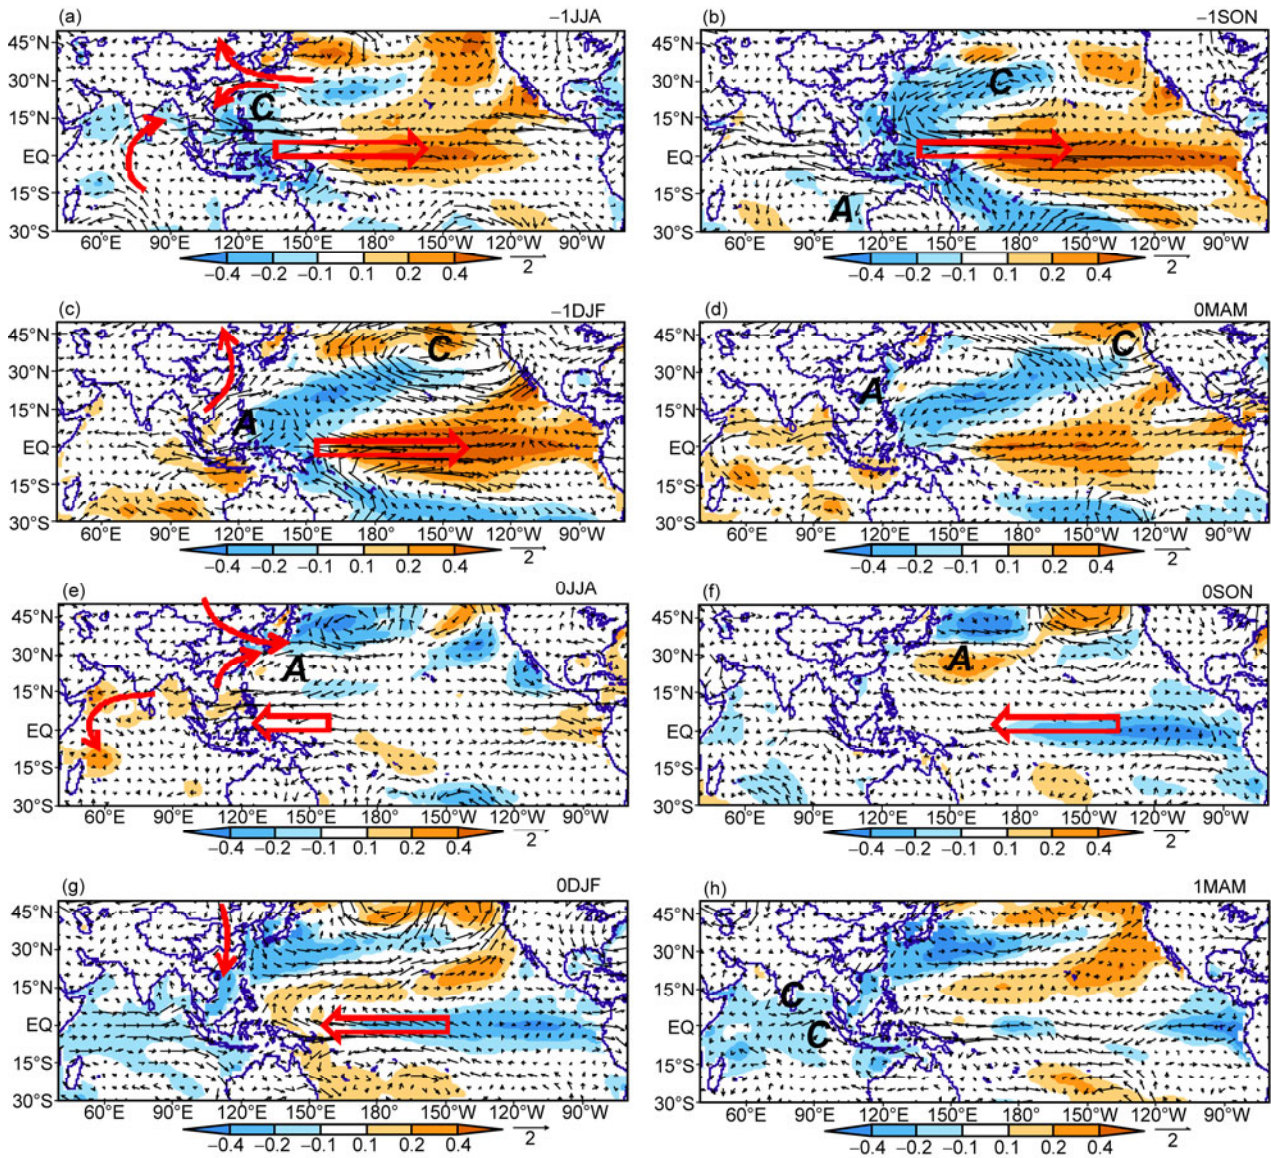 (a) −1JJA
45°N
30°N
C
15°N
EQ
15°S
30°S
60°E 90°E 120°E 150°E 180° 150°W 120°W 90°W
−0.4 −0.2 −0.1 0.1 0.2 0.4 2
(b) −1SON
45°N
30°N
C
15°N
EQ
15°S
A
30°S
60°E 90°E 120°E 150°E 180° 150°W 120°W 90°W
−0.4 −0.2 −0.1 0.1 0.2 0.4 2
(c) −1DJF
45°N
C
30°N
15°N
A
EQ
15°S
30°S
60°E 90°E 120°E 150°E 180° 150°W 120°W 90°W
−0.4 −0.2 −0.1 0.1 0.2 0.4 2
(d) 0MAM
45°N
C
30°N
A
15°N
EQ
15°S
30°S
60°E 90°E 120°E 150°E 180° 150°W 120°W 90°W
−0.4 −0.2 −0.1 0.1 0.2 0.4 2
(e) 0JJA
45°N
30°N
A
15°N
EQ
15°S
30°S
60°E 90°E 120°E 150°E 180° 150°W 120°W 90°W
−0.4 −0.2 −0.1 0.1 0.2 0.4 2
(f) 0SON
45°N
30°N
A
15°N
EQ
15°S
30°S
60°E 90°E 120°E 150°E 180° 150°W 120°W 90°W
−0.4 −0.2 −0.1 0.1 0.2 0.4 2
(g) 0DJF
45°N
30°N
15°N
EQ
15°S
30°S
60°E 90°E 120°E 150°E 180° 150°W 120°W 90°W
−0.4 −0.2 −0.1 0.1 0.2 0.4 2
(h) 1MAM
45°N
30°N
15°N
C
EQ
C
15°S
30°S
60°E 90°E 120°E 150°E 180° 150°W 120°W 90°W
−0.4 −0.2 −0.1 0.1 0.2 0.4 2